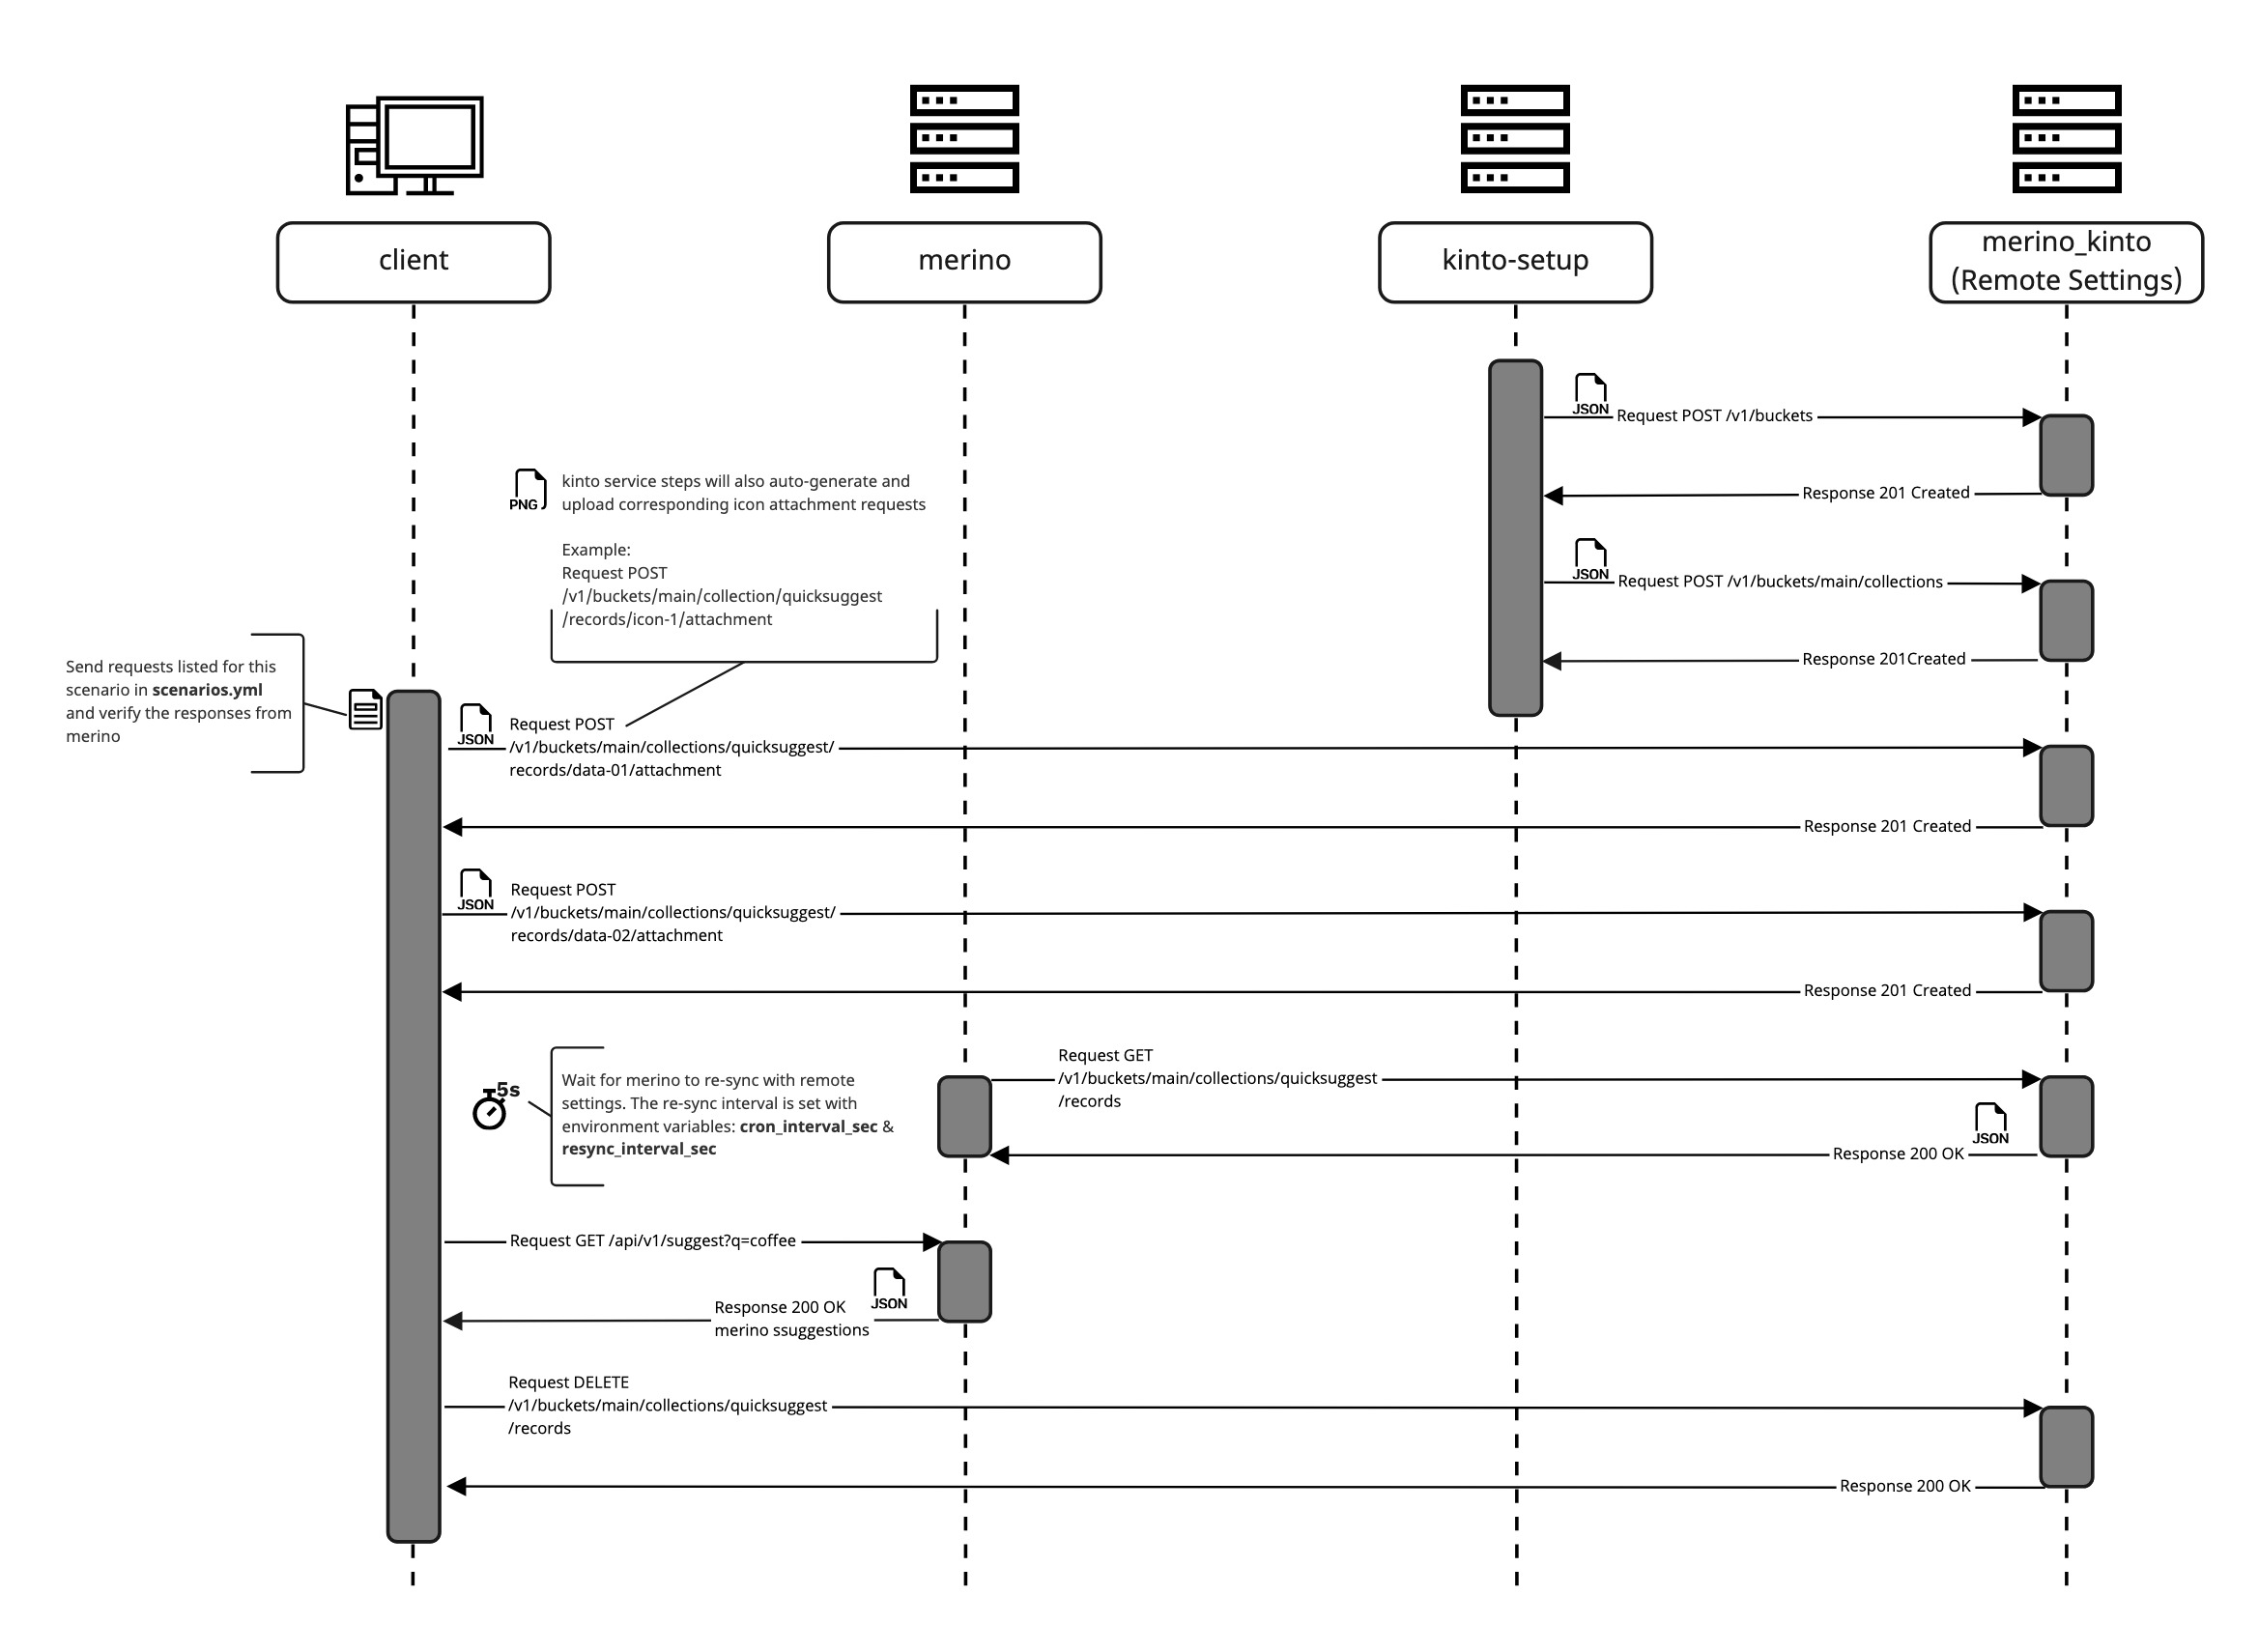 client
merino
kinto-setup
merino_kinto
(Remote Settings)
JSON
Request POST /v1/buckets
Response 201 Created
PNG
kinto service steps will also auto-generate and
upload corresponding icon attachment requests
Example:
Request POST
/v1/buckets/main/collection/quicksuggest
/records/icon-1/attachment
JSON
Request POST /v1/buckets/main/collections
Response 201Created
Send requests listed for this
scenario in scenarios.yml
and verify the responses from
merino
JSON
Request POST
/v1/buckets/main/collections/quicksuggest/
records/data-01/attachment
Response 201 Created
JSON
Request POST
/v1/buckets/main/collections/quicksuggest/
records/data-02/attachment
Response 201 Created
5s
Wait for merino to re-sync with remote
settings. The re-sync interval is set with
environment variables: cron_interval_sec &
resync_interval_sec
Request GET
/v1/buckets/main/collections/quicksuggest
/records
JSON
Response 200 OK
Request GET /api/v1/suggest?q=coffee
JSON
Response 200 OK
merino ssuggestions
Request DELETE
/v1/buckets/main/collections/quicksuggest
/records
Response 200 OK